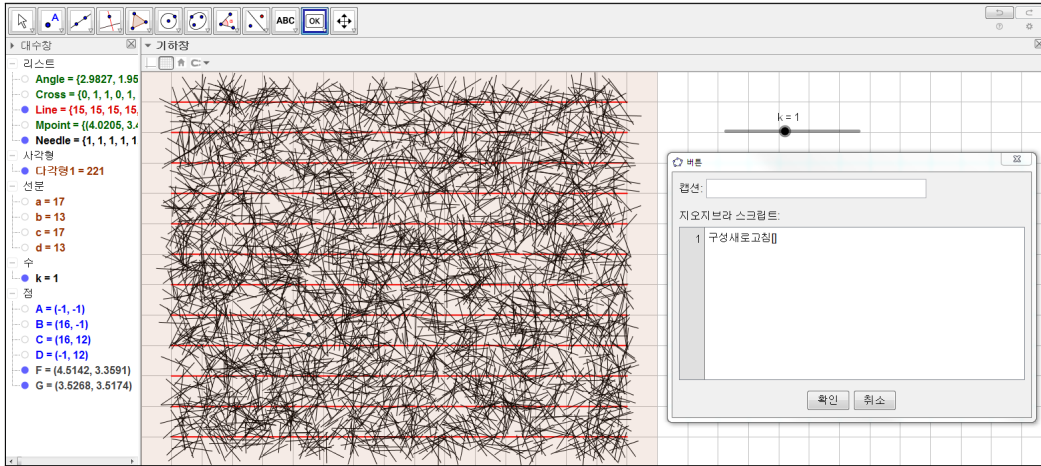 ABC
OK
대수창
기하창
리스트
Angle = {2.9827, 1.95
Cross = {0, 1, 1, 0, 1,
Line = {15, 15, 15, 15,
Mpoint = {(4.0205, 3.4
Needle = {1, 1, 1, 1, 1
사각형
다각형1 = 221
선분
a = 17
b = 13
c = 17
d = 13
수
k = 1
점
A = (-1, -1)
B = (16, -1)
C = (16, 12)
D = (-1, 12)
F = (4.5142, 3.3591)
G = (3.5268, 3.5174)
k = 1
버튼
캡션:
지오지브라 스크립트:
1 구성새로고침[]
확인 취소